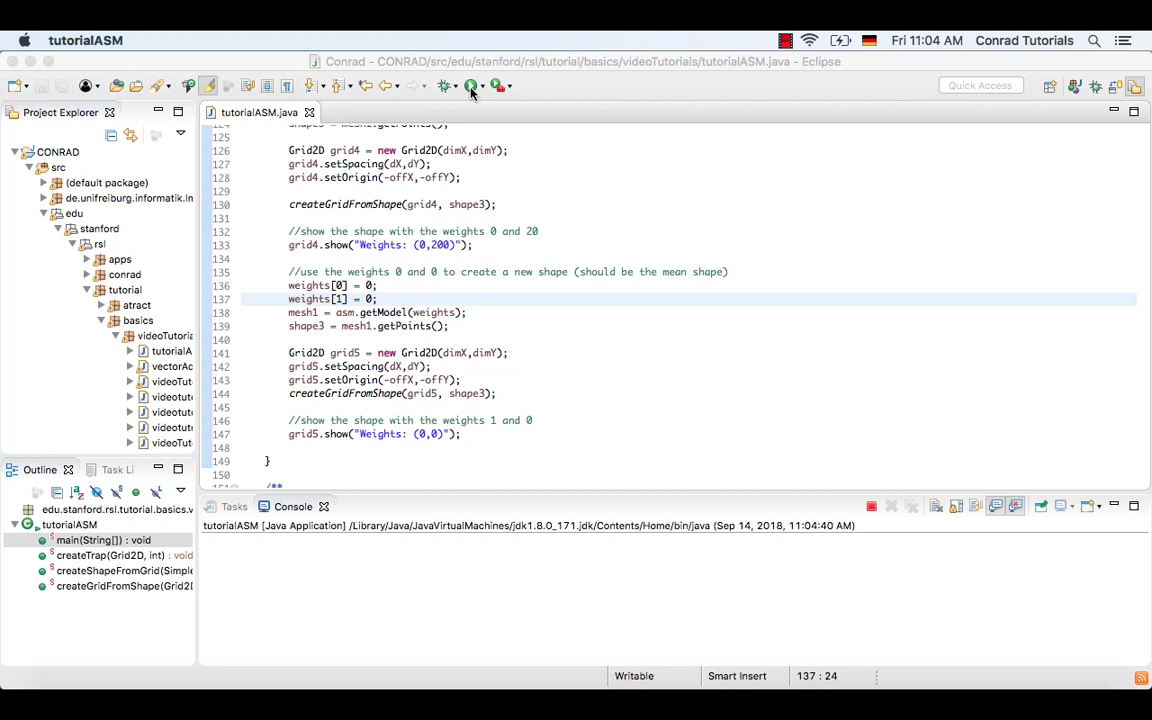 tutorialASM
Fri 11:04 AM Conrad Tutorials
Conrad - CONRAD/src/edu/stanford/rsl/tutorial/basics/videoTutorials/tutorialASM.java - Eclipse
Quick Access
Project Explorer
CONRAD
src
(default package)
de.unifreiburg.informatik.lm
edu
stanford
rsl
apps
conrad
tutorial
atract
basics
videoTutoria
tutorialA
vectorAc
videoTut
videotut
videotut
videotut
videoTut
Outline
Task Li
edu.stanford.rsl.tutorial.basics.v
tutorialASM
main(String[]) : void
createTrap(Grid2D, int) : void
createShapeFromGrid(Simple
createGridFromShape(Grid2
tutorialASM.java
124 shape3 = mesh1.getPoints();
125
126 Grid2D grid4 = new Grid2D(dimX,dimY);
127 grid4.setSpacing(dX,dY);
128 grid4.setOrigin(-offX,-offY);
129
130 createGridFromShape(grid4, shape3);
131
132 //show the shape with the weights 0 and 20
133 grid4.show("Weights: (0,200)");
134
135 //use the weights 0 and 0 to create a new shape (should be the mean shape)
136 weights[0] = 0;
137 weights[1] = 0;
138 mesh1 = asm.getModel(weights);
139 shape3 = mesh1.getPoints();
140
141 Grid2D grid5 = new Grid2D(dimX,dimY);
142 grid5.setSpacing(dX,dY);
143 grid5.setOrigin(-offX,-offY);
144 createGridFromShape(grid5, shape3);
145
146 //show the shape with the weights 1 and 0
147 grid5.show("Weights: (0,0)");
148
149 }
150
/**
Tasks
Console
tutorialASM [Java Application] /Library/Java/JavaVirtualMachines/jdk1.8.0_171.jdk/Contents/Home/bin/java (Sep 14, 2018, 11:04:40 AM)
Writable
Smart Insert
137 : 24